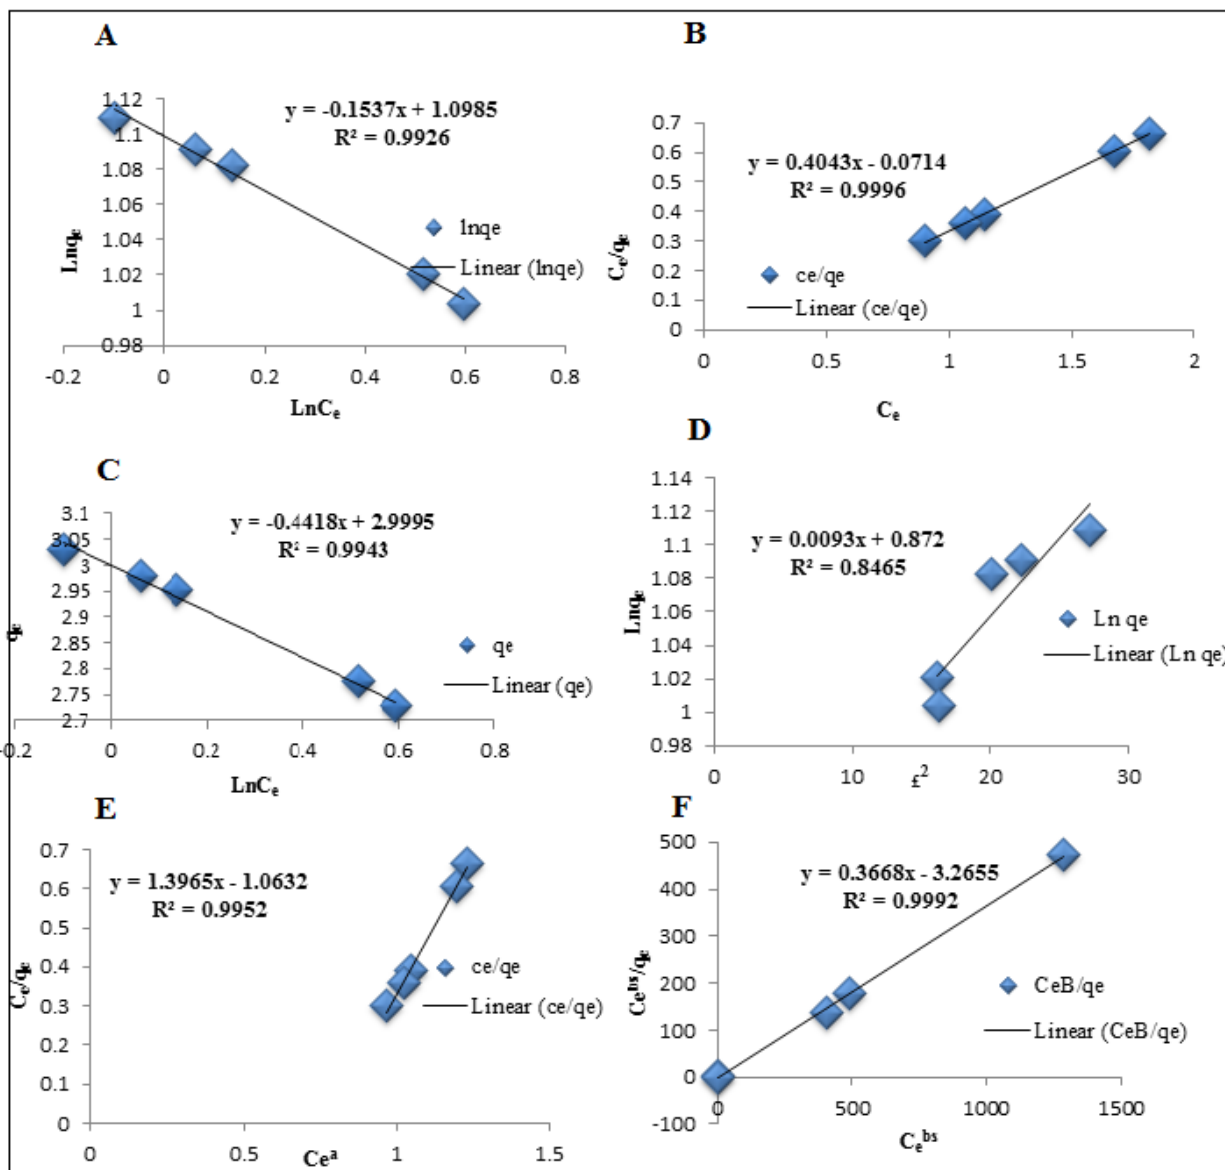 A
y = -0.1537x + 1.0985
R² = 0.9926
1.12
1.1
1.08
1.06
1.04
1.02
1
0.98
-0.2
0
0.2
0.4
0.6
0.8
Lnqe
LnCe
lnqe
Linear (lnqe)
B
y = 0.4043x - 0.0714
R² = 0.9996
0.7
0.6
0.5
0.4
0.3
0.2
0.1
0
0
0.5
1
1.5
2
Ce/qe
Ce
ce/qe
Linear (ce/qe)
C
y = -0.4418x + 2.9995
R² = 0.9943
3.1
3.05
3
2.95
2.9
2.85
2.8
2.75
2.7
-0.2
0
0.2
0.4
0.6
0.8
qe
LnCe
qe
Linear (qe)
D
y = 0.0093x + 0.872
R² = 0.8465
1.14
1.12
1.1
1.08
1.06
1.04
1.02
1
0.98
0
10
20
30
Lnqe
£²
Ln qe
Linear (Ln qe)
E
y = 1.3965x - 1.0632
R² = 0.9952
0.7
0.6
0.5
0.4
0.3
0.2
0.1
0
0
0.5
1
1.5
Ce/qe
Ceᵃ
ce/qe
Linear (ce/qe)
F
y = 0.3668x - 3.2655
R² = 0.9992
500
400
300
200
100
0
-100
0
500
1000
1500
Ceᵇˢ/qe
Ceᵇˢ
CeB/qe
Linear (CeB/qe)